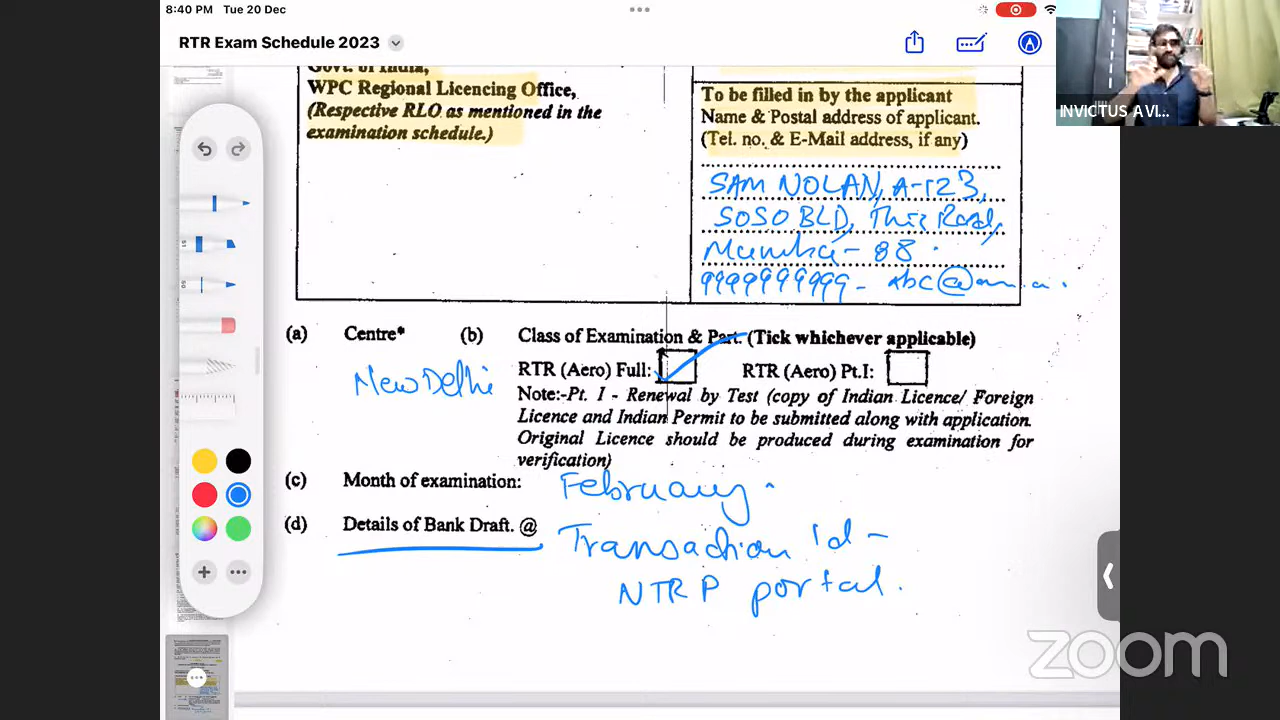 8:40 PM Tue 20 Dec
RTR Exam Schedule 2023
INVICTUS AVI...
Govt. of India,
WPC Regional Licencing Office,
(Respective RLO as mentioned in the
examination schedule.)
To be filled in by the applicant
Name & Postal address of applicant.
(Tel. no. & E-Mail address, if any)
SAM NOLAN, A-123,
SOSO BLD, This Road,
Mumbai - 88.
9999999999 - abc@
(a) Centre* (b) Class of Examination & Part. (Tick whichever applicable)
New Delhi
RTR (Aero) Full: RTR (Aero) Pt.I:
Note:-Pt. I - Renewal by Test (copy of Indian Licence/ Foreign
Licence and Indian Permit to be submitted along with application.
Original Licence should be produced during examination for
verification)
(c) Month of examination: February.
(d) Details of Bank Draft. @ Transaction id -
NTRP portal.
zoom